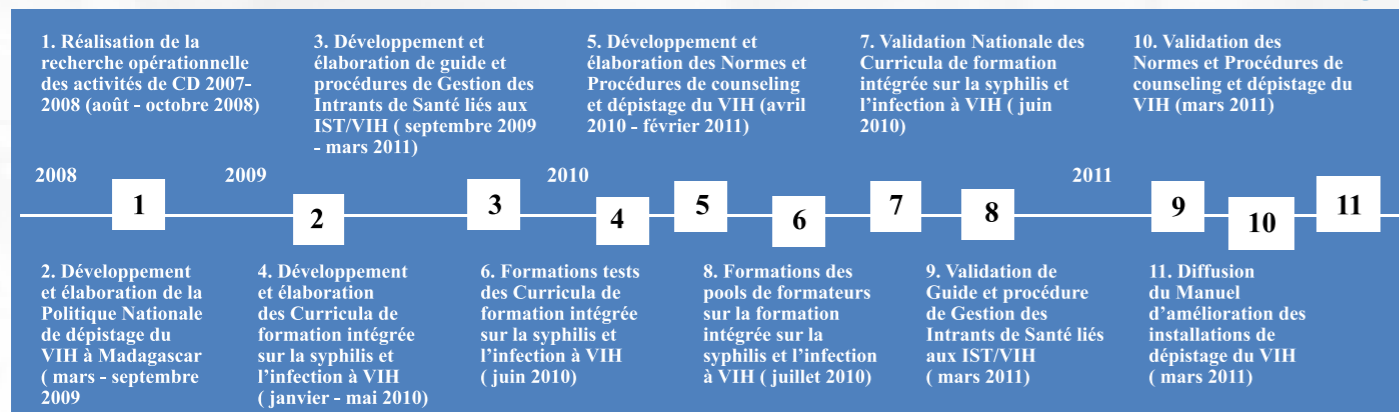 1. Réalisation de la
recherche opérationnelle
des activités de CD 2007-
2008 (août - octobre 2008)
3. Développement et
élaboration de guide et
procédures de Gestion des
Intrants de Santé liés aux
IST/VIH ( septembre 2009
- mars 2011)
5. Développement et
élaboration des Normes et
Procédures de counseling
et dépistage du VIH (avril
2010 - février 2011)
7. Validation Nationale des
Curricula de formation
intégrée sur la syphilis et
l’infection à VIH ( juin
2010)
10. Validation des
Normes et Procédures de
counseling et dépistage du
VIH (mars 2011)
2008
2009
2010
2011
1
2
3
4
5
6
7
8
9
10
11
2. Développement
et élaboration de la
Politique Nationale
de dépistage du
VIH à Madagascar
( mars - septembre
2009
4. Développement
et élaboration
des Curricula de
formation intégrée
sur la syphilis et
l’infection à VIH
( janvier - mai 2010)
6. Formations tests
des Curricula de
formation intégrée
sur la syphilis et
l’infection à VIH
( juin 2010)
8. Formations des
pools de formateurs
sur la formation
intégrée sur la
syphilis et l’infection
à VIH ( juillet 2010)
9. Validation de
Guide et procédure
de Gestion des
Intrants de Santé liés
aux IST/VIH
( mars 2011)
11. Diffusion
du Manuel
d’amélioration des
installations de
dépistage du VIH
( mars 2011)